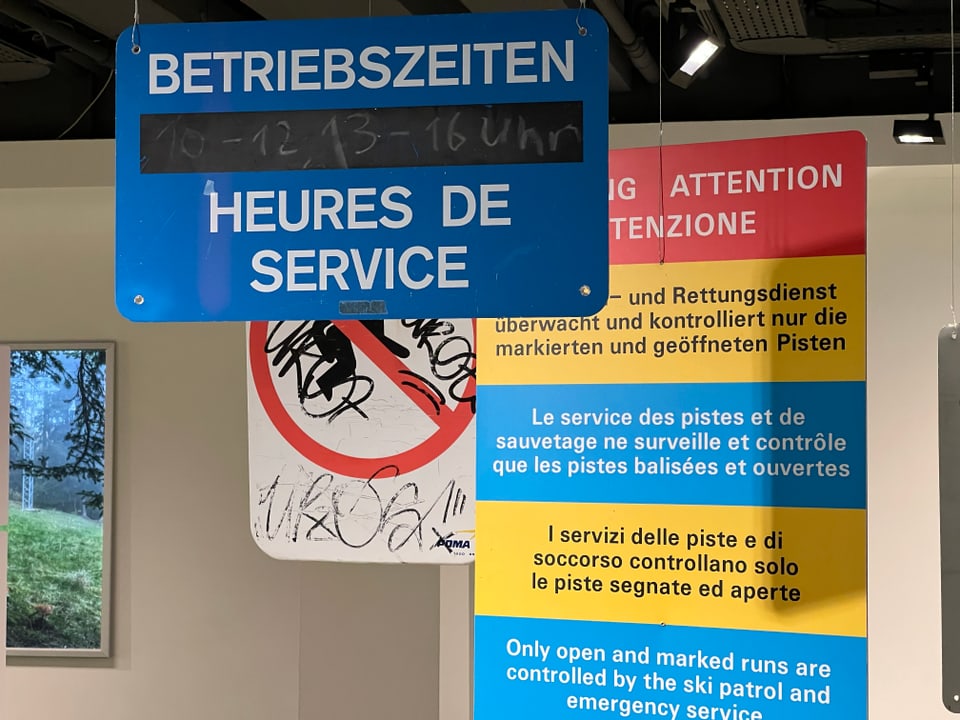 BETRIEBSZEITEN
10 - 12 13 - 16 Uhr
HEURES DE
SERVICE
NG ATTENTION
TENZIONE
– und Rettungsdienst
überwacht und kontrolliert nur die
markierten und geöffneten Pisten
Le service des pistes et de
sauvetage ne surveille et contrôle
que les pistes balisées et ouvertes
I servizi delle piste e di
soccorso controllano solo
le piste segnate ed aperte
Only open and marked runs are
controlled by the ski patrol and
emergency service
POMA